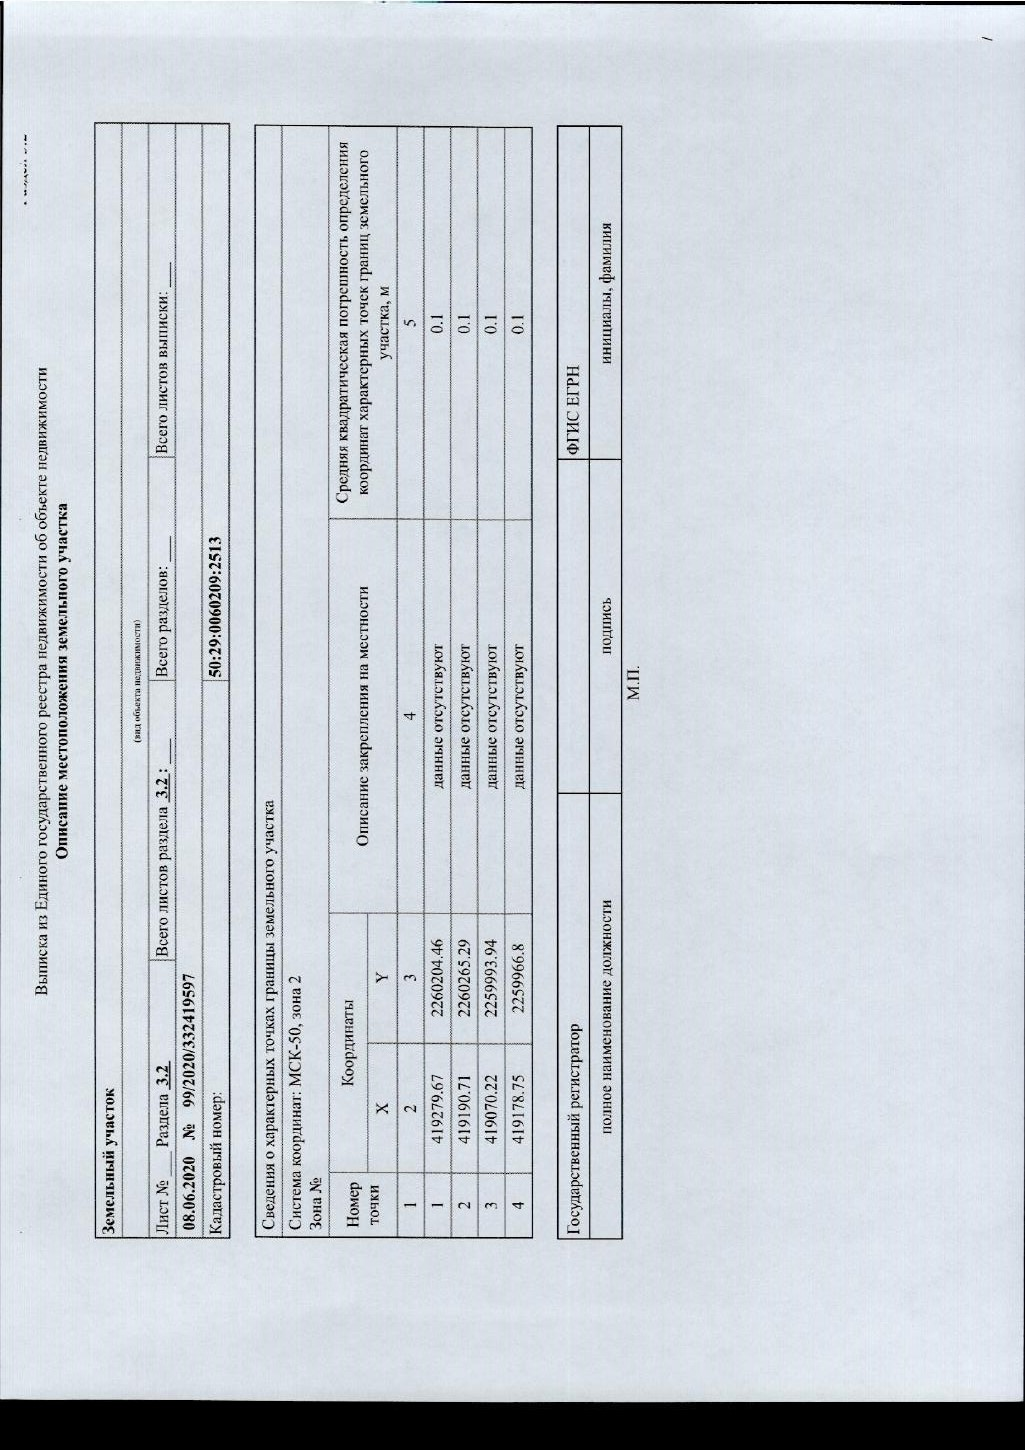 Выписка из Единого государственного реестра недвижимости об объекте недвижимости
Описание местоположения земельного участка
Земельный участок
(вид объекта недвижимости)
Лист № ___ Раздела 3.2 Всего листов раздела 3.2 : ___ Всего разделов: ___ Всего листов выписки: ___
08.06.2020 № 99/2020/332419597
Кадастровый номер: 50:29:0060209:2513
Сведения о характерных точках границы земельного участка
Система координат: МСК-50, зона 2
Зона №
Номер точки Координаты Описание закрепления на местности Средняя квадратическая погрешность определения
координат характерных точек границ земельного
участка, м
X Y
1 2 3 4 5
1 419279.67 2260204.46 данные отсутствуют 0.1
2 419190.71 2260265.29 данные отсутствуют 0.1
3 419070.22 2259993.94 данные отсутствуют 0.1
4 419178.75 2259966.8 данные отсутствуют 0.1
Государственный регистратор ФГИС ЕГРН
полное наименование должности подпись инициалы, фамилия
М.П.